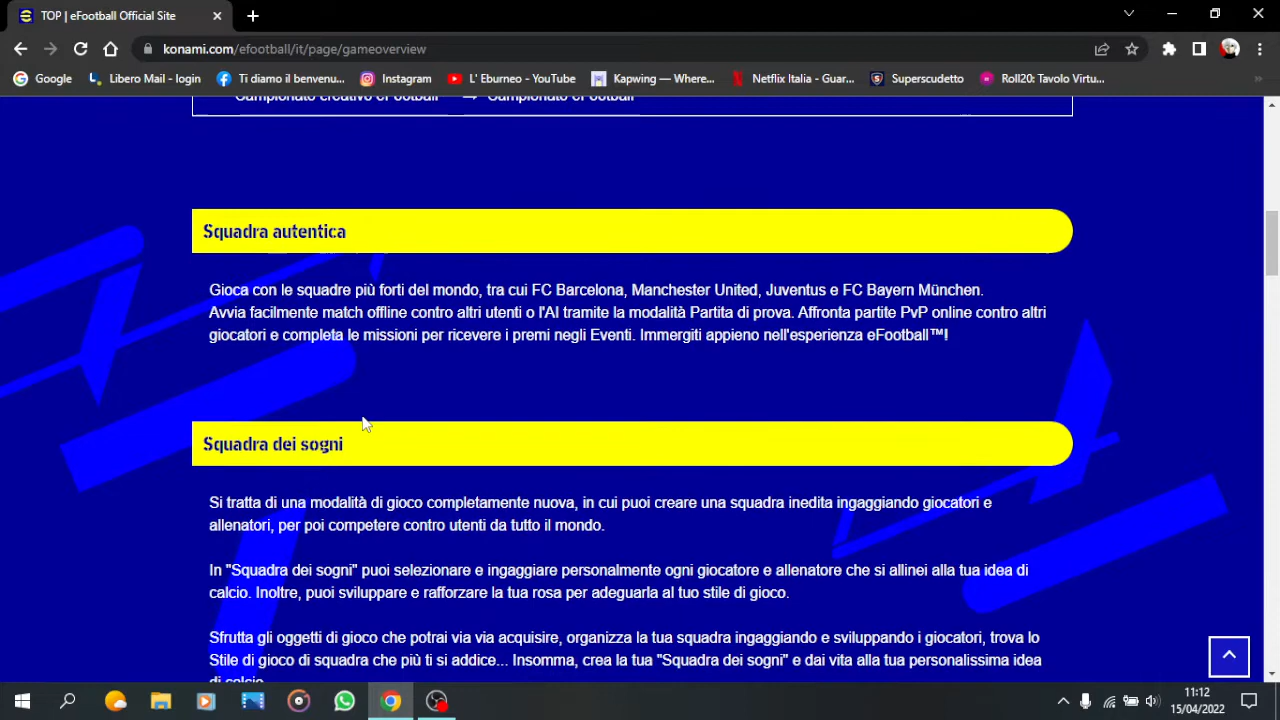 TOP | eFootball Official Site
konami.com/efootball/it/page/gameoverview
Google Libero Mail - login Ti diamo il benvenu... Instagram L' Eburneo - YouTube Kapwing — Where... Netflix Italia - Guar... Superscudetto Roll20: Tavolo Virtu...
Campionato creativo eFootball → Campionato eFootball
Squadra autentica
Gioca con le squadre più forti del mondo, tra cui FC Barcelona, Manchester United, Juventus e FC Bayern München.
Avvia facilmente match offline contro altri utenti o l'AI tramite la modalità Partita di prova. Affronta partite PvP online contro altri
giocatori e completa le missioni per ricevere i premi negli Eventi. Immergiti appieno nell'esperienza eFootball™!
Squadra dei sogni
Si tratta di una modalità di gioco completamente nuova, in cui puoi creare una squadra inedita ingaggiando giocatori e
allenatori, per poi competere contro utenti da tutto il mondo.
In "Squadra dei sogni" puoi selezionare e ingaggiare personalmente ogni giocatore e allenatore che si allinei alla tua idea di
calcio. Inoltre, puoi sviluppare e rafforzare la tua rosa per adeguarla al tuo stile di gioco.
Sfrutta gli oggetti di gioco che potrai via via acquisire, organizza la tua squadra ingaggiando e sviluppando i giocatori, trova lo
Stile di gioco di squadra che più ti si addice... Insomma, crea la tua "Squadra dei sogni" e dai vita alla tua personalissima idea
di calcio.
11:12
15/04/2022